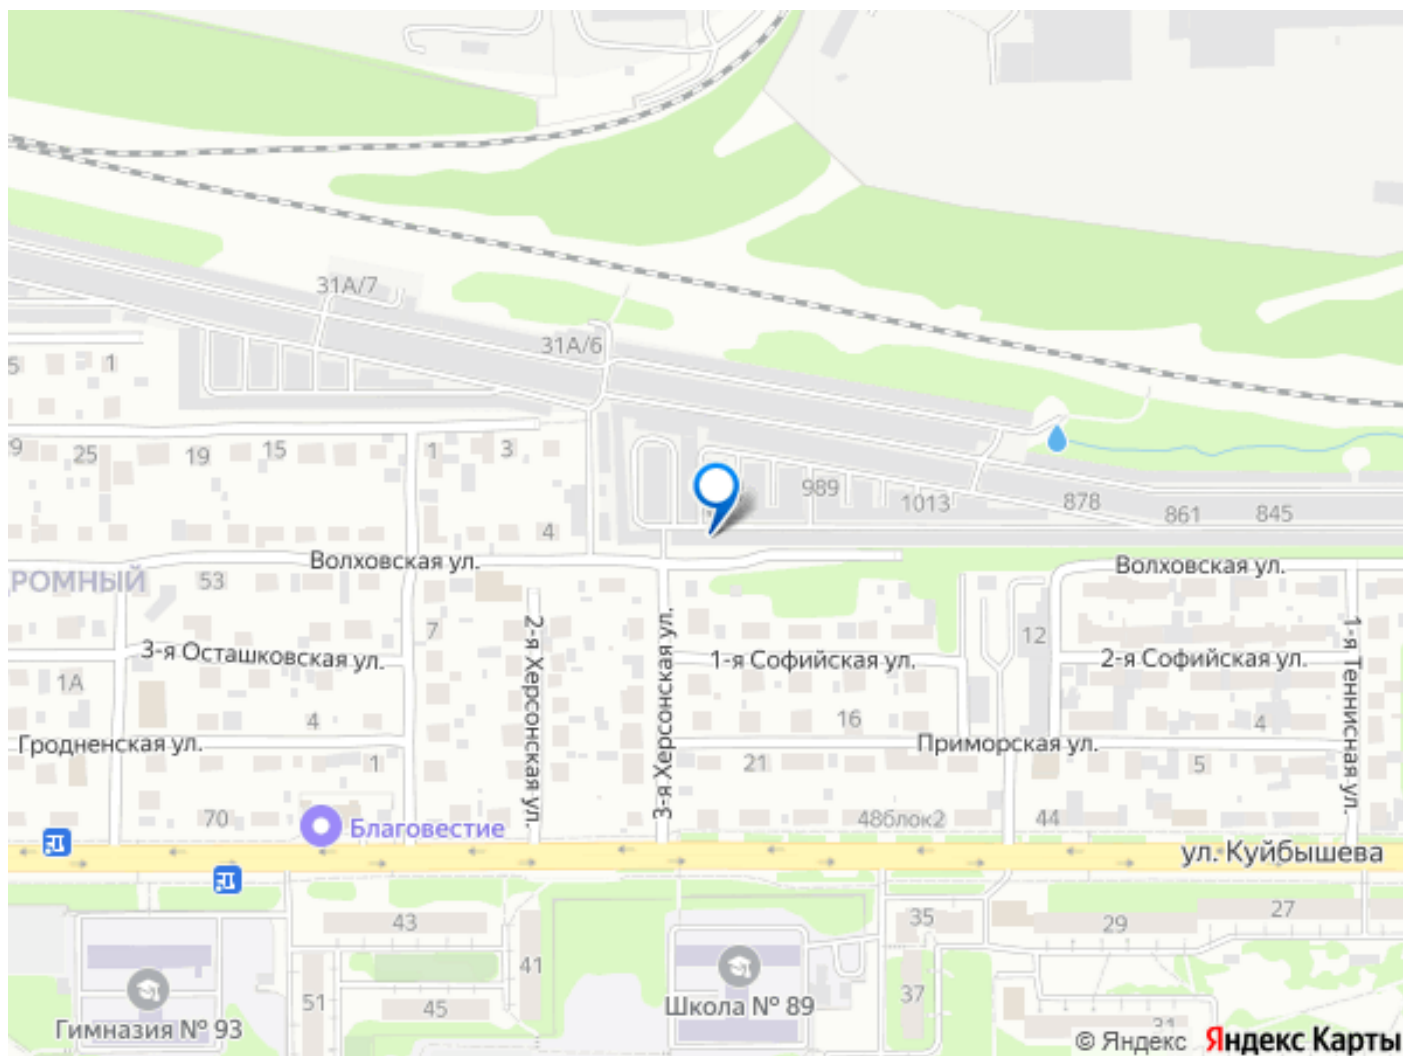 31А/7
31А/6
5
1
9
25
19
15
1
3
4
989
1013
878
861
845
Волховская ул.
Волховская ул.
РОМНЫЙ
53
7
12
3-я Осташковская ул.
2-я Херсонская ул.
3-я Херсонская ул.
1-я Софийская ул.
2-я Софийская ул.
1-я Теннисная ул.
1А
4
16
4
Гродненская ул.
Приморская ул.
1
21
5
70
Благовестие
48блок2
44
ул. Куйбышева
43
41
35
29
27
51
45
37
Гимназия № 93
Школа № 89
31
© Яндекс Яндекс Карты